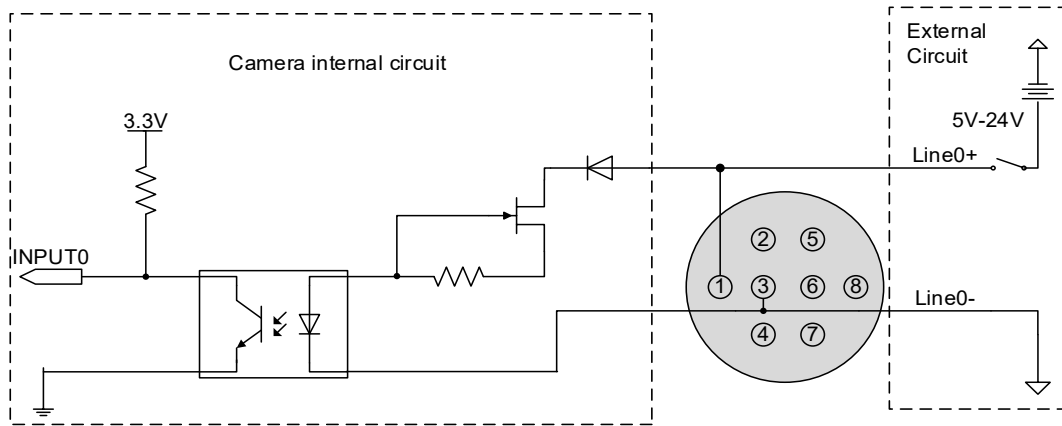 Camera internal circuit
External
Circuit
3.3V
5V-24V
Line0+
INPUT0
2 5
1 3 6 8
4 7
Line0-